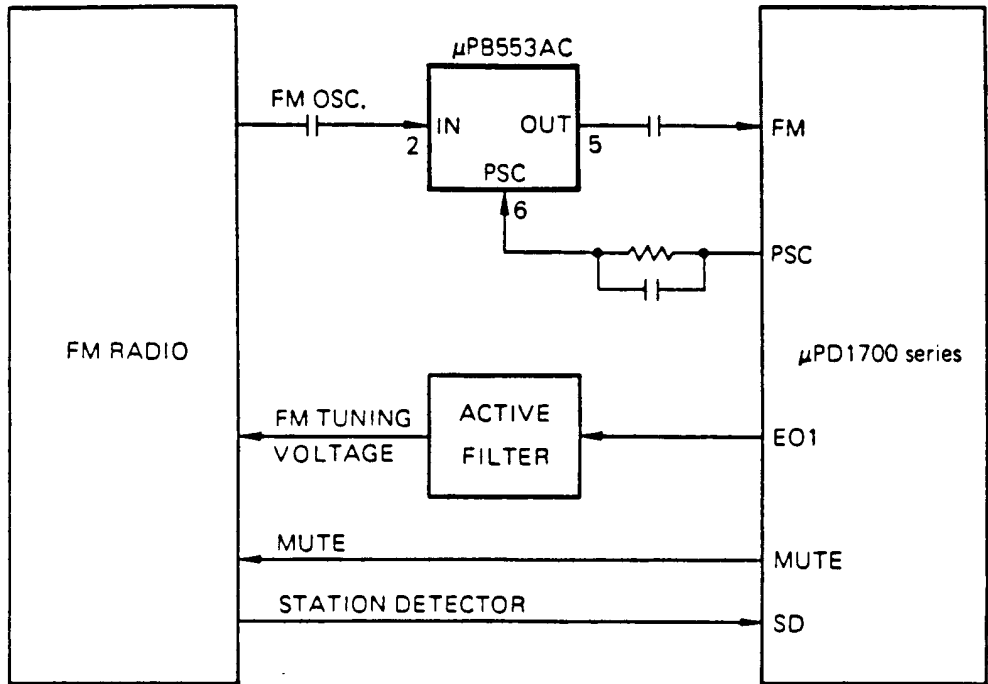 μPB553AC
FM OSC.
IN
OUT
FM
2
5
PSC
6
PSC
FM RADIO
μPD1700 series
FM TUNING
VOLTAGE
ACTIVE
FILTER
EO1
MUTE
MUTE
STATION DETECTOR
SD